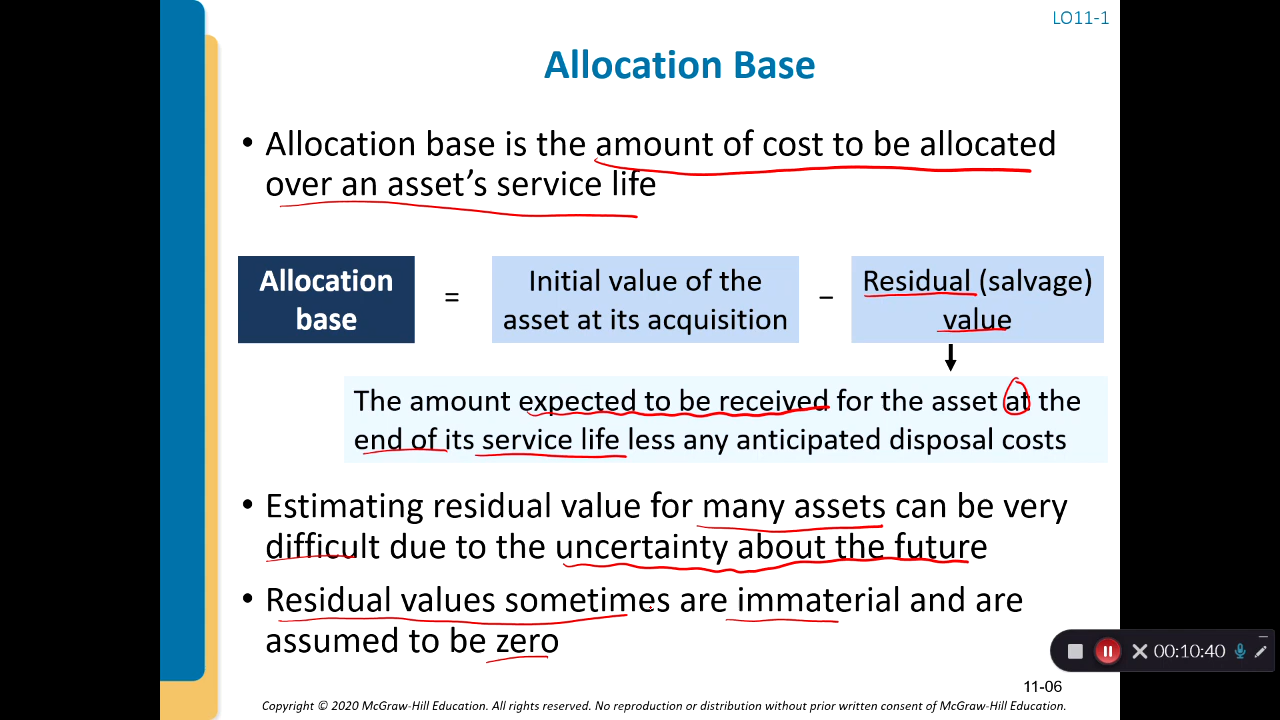 LO11-1
Allocation Base
• Allocation base is the amount of cost to be allocated
over an asset’s service life
Allocation
base
=
Initial value of the
asset at its acquisition
–
Residual (salvage)
value
The amount expected to be received for the asset at the
end of its service life less any anticipated disposal costs
• Estimating residual value for many assets can be very
difficult due to the uncertainty about the future
• Residual values sometimes are immaterial and are
assumed to be zero
00:10:40
11-06
Copyright © 2020 McGraw-Hill Education. All rights reserved. No reproduction or distribution without prior written consent of McGraw-Hill Education.